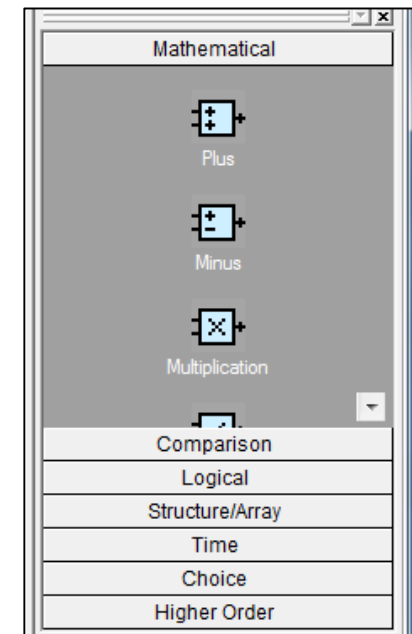 Mathematical
Plus
Minus
Multiplication
Comparison
Logical
Structure/Array
Time
Choice
Higher Order